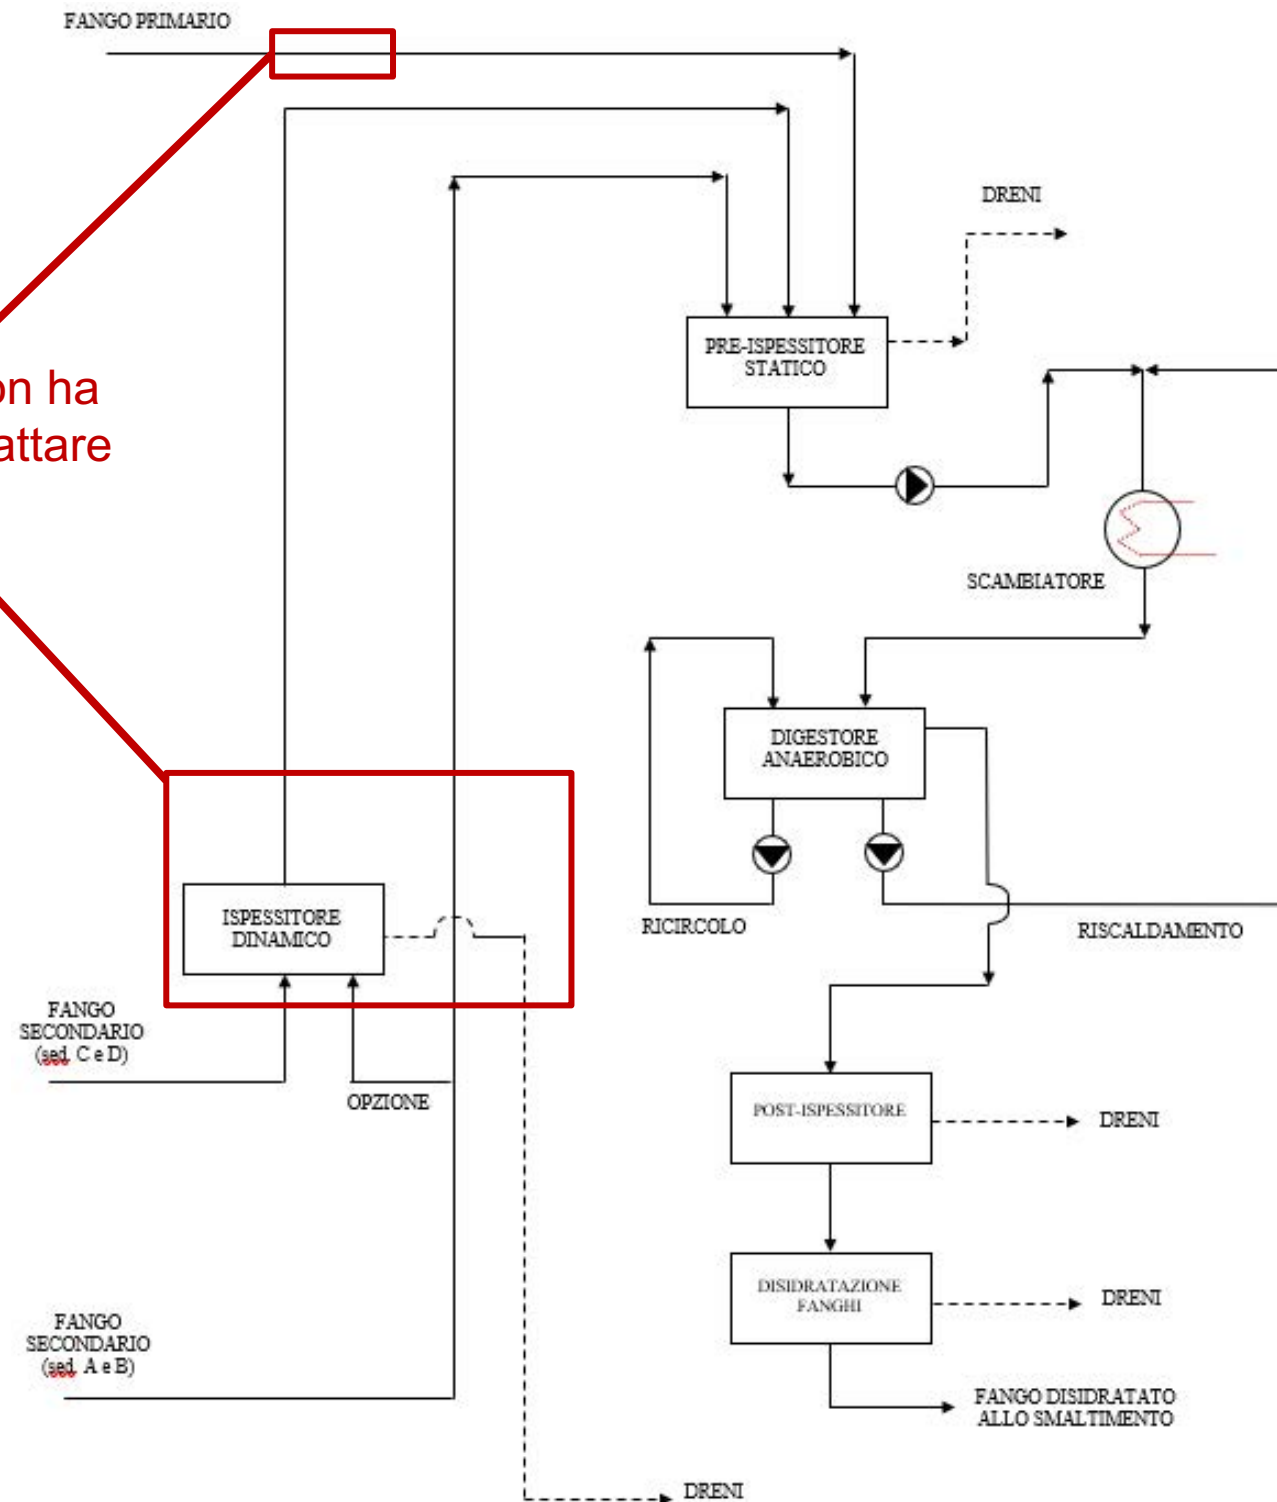 FANGO PRIMARIO
DRENI
PRE-ISPESSITORE
STATICO
on ha
attare
SCAMBIATORE
DIGESTORE
ANAEROBICO
ISPESSITORE
DINAMICO
RICIRCOLO
RISCALDAMENTO
FANGO
SECONDARIO
(sed. C e D)
OPZIONE
POST-ISPESSITORE
DRENI
DISIDRATAZIONE
FANGHI
DRENI
FANGO
SECONDARIO
(sed. A e B)
FANGO DISIDRATATO
ALLO SMALTIMENTO
DRENI